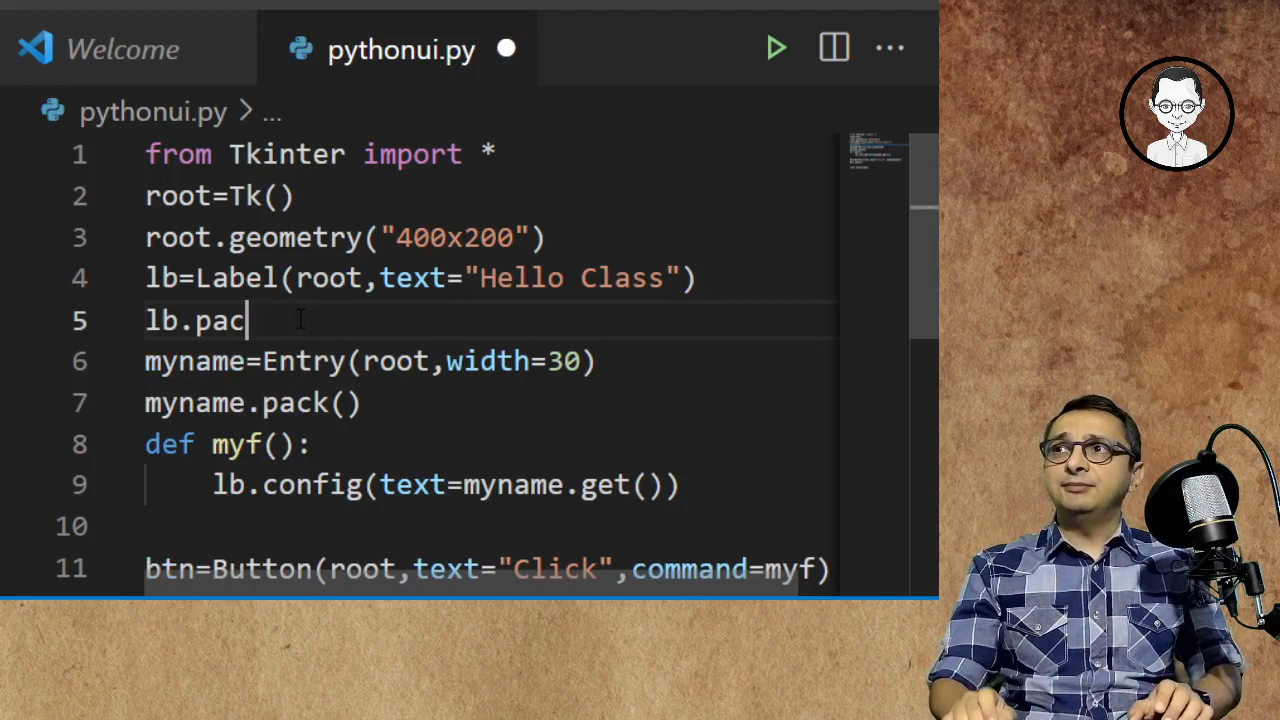 Welcome
pythonui.py
pythonui.py > ...
1 from Tkinter import *
2 root=Tk()
3 root.geometry("400x200")
4 lb=Label(root,text="Hello Class")
5 lb.pac
6 myname=Entry(root,width=30)
7 myname.pack()
8 def myf():
9 lb.config(text=myname.get())
10
11 btn=Button(root,text="Click",command=myf)